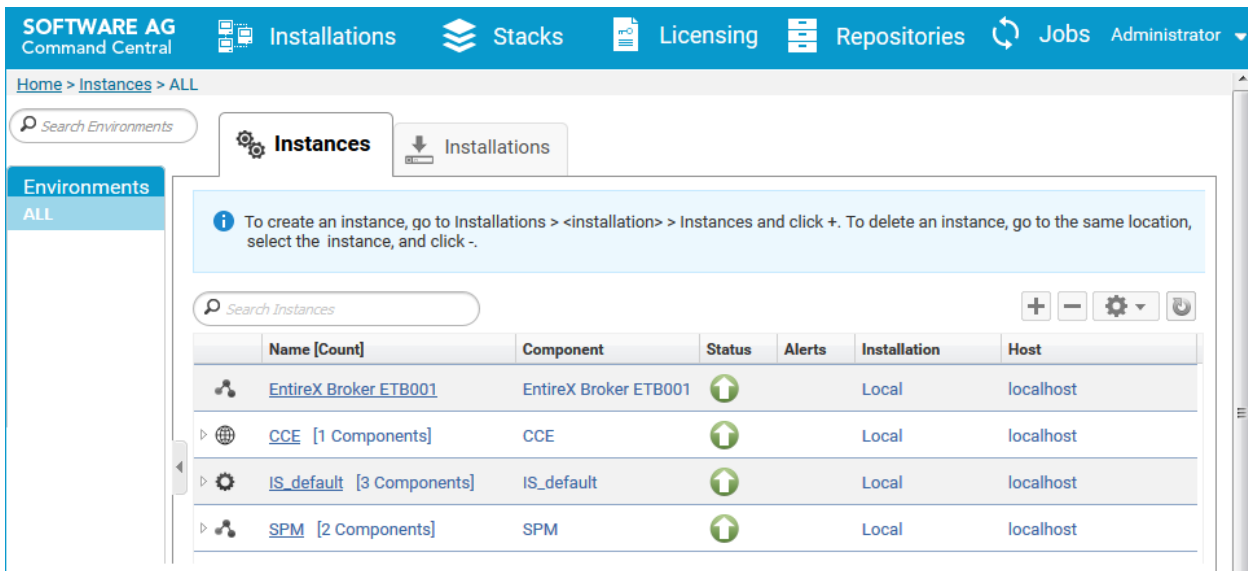 SOFTWARE AG
Command Central
Installations Stacks Licensing Repositories Jobs Administrator
Home > Instances > ALL
Search Environments
Instances Installations
Environments
ALL
To create an instance, go to Installations > <installation> > Instances and click +. To delete an instance, go to the same location,
select the instance, and click -.
Search Instances
Name [Count] Component Status Alerts Installation Host
EntireX Broker ETB001 EntireX Broker ETB001 Local localhost
CCE [1 Components] CCE Local localhost
IS_default [3 Components] IS_default Local localhost
SPM [2 Components] SPM Local localhost